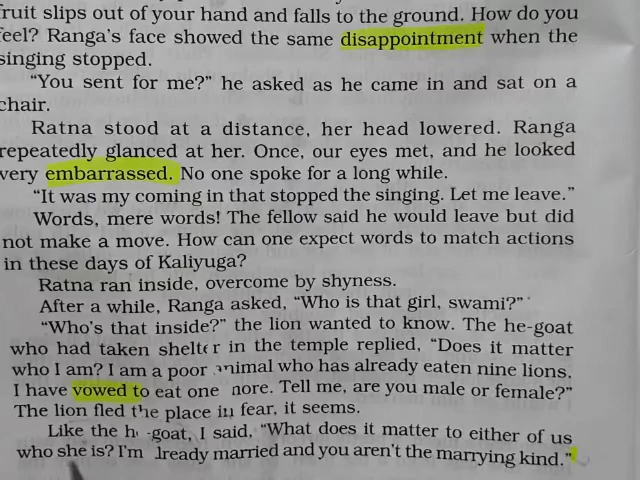 fruit slips out of your hand and falls to the ground. How do you
feel? Ranga's face showed the same disappointment when the
singing stopped.
"You sent for me?" he asked as he came in and sat on a
chair.
Ratna stood at a distance, her head lowered. Ranga
repeatedly glanced at her. Once, our eyes met, and he looked
very embarrassed. No one spoke for a long while.
"It was my coming in that stopped the singing. Let me leave."
Words, mere words! The fellow said he would leave but did
not make a move. How can one expect words to match actions
in these days of Kaliyuga?
Ratna ran inside, overcome by shyness.
After a while, Ranga asked, "Who is that girl, swami?"
"Who's that inside?" the lion wanted to know. The he-goat
who had taken shelter in the temple replied, "Does it matter
who I am? I am a poor animal who has already eaten nine lions.
I have vowed to eat one more. Tell me, are you male or female?"
The lion fled the place in fear, it seems.
Like the he-goat, I said, "What does it matter to either of us
who she is? I'm already married and you aren't the marrying kind."